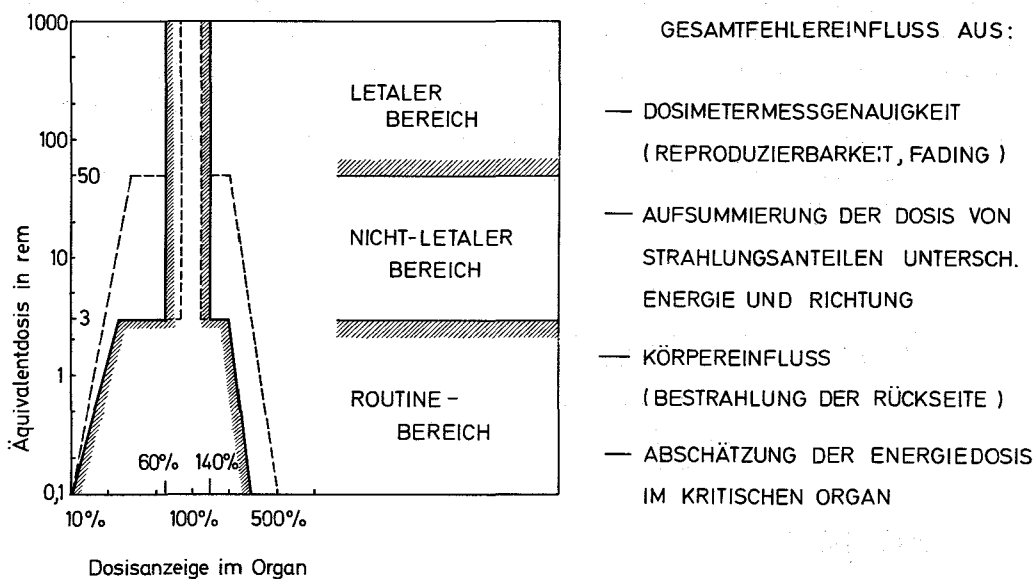 1000
100
50
10
3
1
0,1
Äquivalentdosis in rem
60% 140%
10% 100% 500%
Dosisanzeige im Organ
LETALER
BEREICH
NICHT-LETALER
BEREICH
ROUTINE-
BEREICH
GESAMTFEHLEREINFLUSS AUS:
— DOSIMETERMESSGENAUIGKEIT
(REPRODUZIERBARKEIT, FADING)
— AUFSUMMIERUNG DER DOSIS VON
STRAHLUNGSANTEILEN UNTERSCH.
ENERGIE UND RICHTUNG
— KÖRPEREINFLUSS
(BESTRAHLUNG DER RÜCKSEITE)
— ABSCHÄTZUNG DER ENERGIEDOSIS
IM KRITISCHEN ORGAN